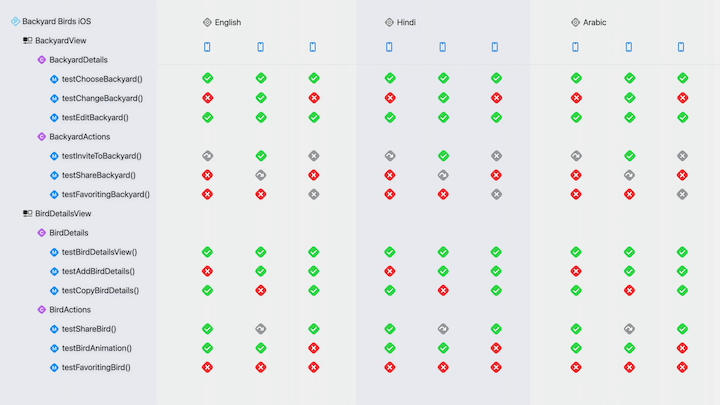 Backyard Birds iOS
English
Hindi
Arabic
BackyardView
BackyardDetails
testChooseBackyard()
testChangeBackyard()
testEditBackyard()
BackyardActions
testInviteToBackyard()
testShareBackyard()
testFavoritingBackyard()
BirdDetailsView
BirdDetails
testBirdDetailsView()
testAddBirdDetails()
testCopyBirdDetails()
BirdActions
testShareBird()
testBirdAnimation()
testFavoritingBird()